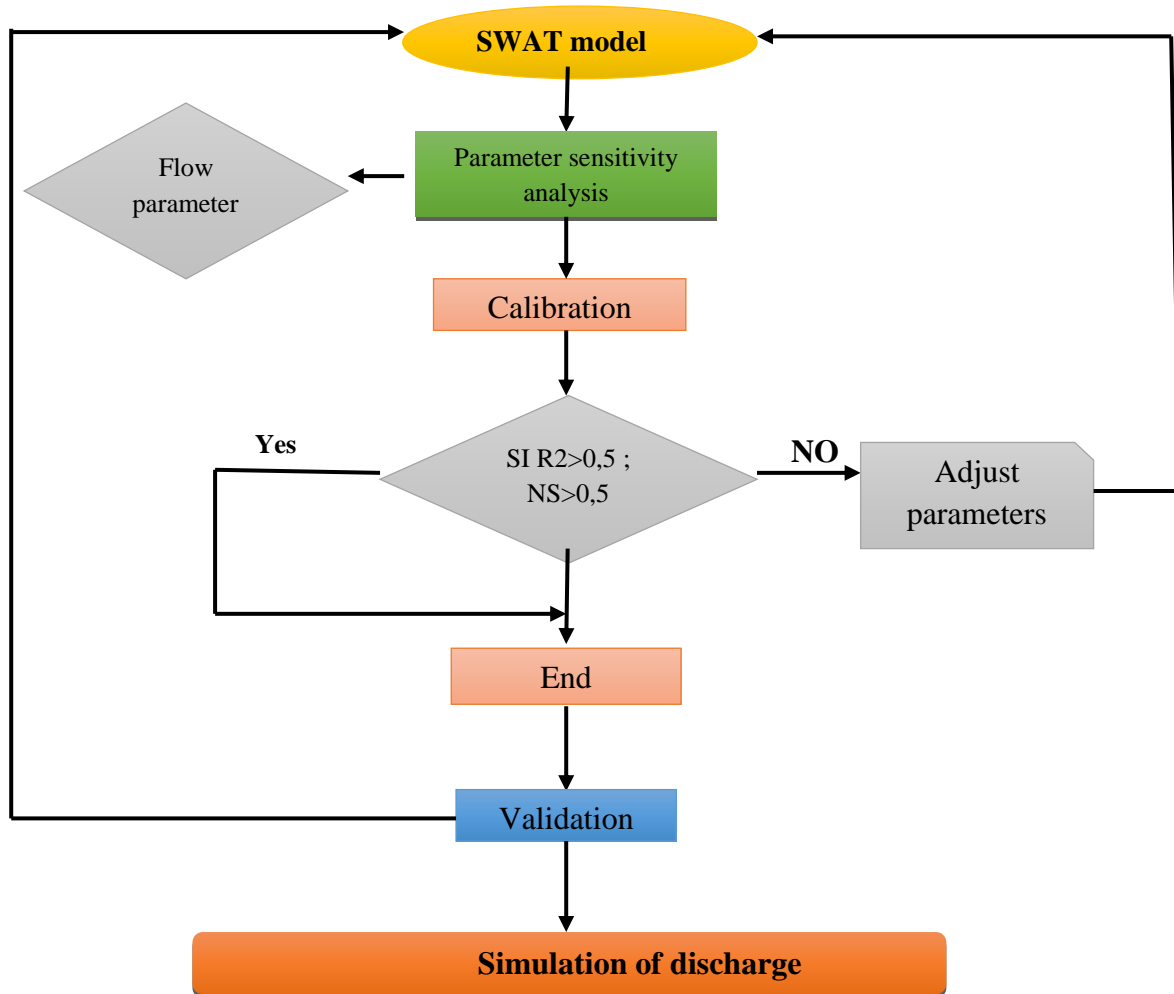 SWAT model
Parameter sensitivity
analysis
Flow
parameter
Calibration
Yes
SI R2>0,5 ;
NS>0,5
NO
Adjust
parameters
End
Validation
Simulation of discharge